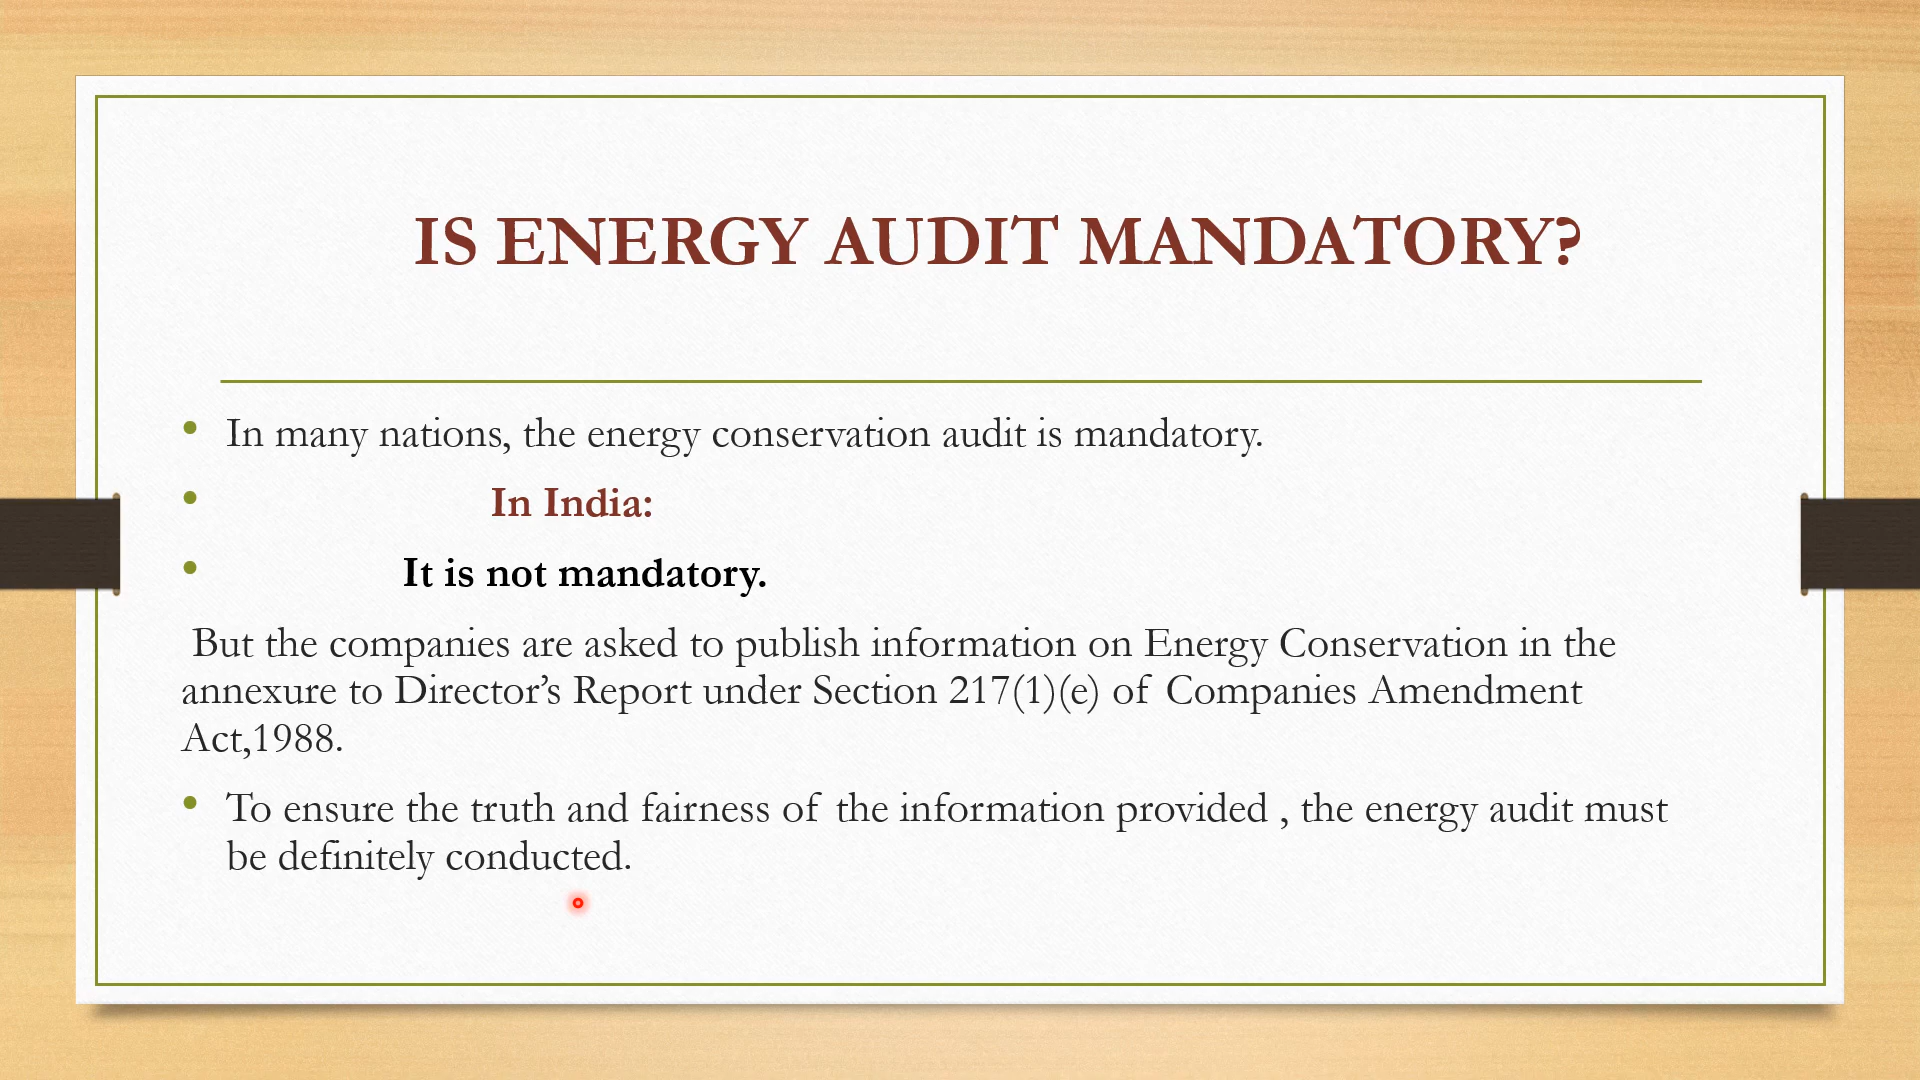 IS ENERGY AUDIT MANDATORY?
• In many nations, the energy conservation audit is mandatory.
• In India:
• It is not mandatory.
But the companies are asked to publish information on Energy Conservation in the
annexure to Director’s Report under Section 217(1)(e) of Companies Amendment
Act,1988.
• To ensure the truth and fairness of the information provided , the energy audit must
be definitely conducted.